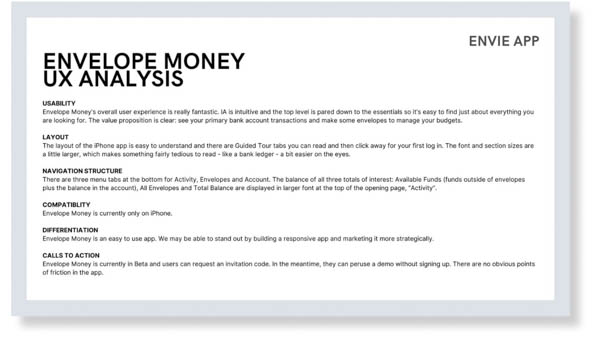 ENVIE APP
ENVELOPE MONEY
UX ANALYSIS
USABILITY
Envelope Money's overall user experience is really fantastic. IA is intuitive and the top level is pared down to the essentials so it's easy to find just about everything you
are looking for. The value proposition is clear: see your primary bank account transactions and make some envelopes to manage your budgets.
LAYOUT
The layout of the iPhone app is easy to understand and there are Guided Tour tabs you can read and then click away for your first log in. The font and section sizes are
a little larger, which makes something fairly tedious to read - like a bank ledger - a bit easier on the eyes.
NAVIGATION STRUCTURE
There are three menu tabs at the bottom for Activity, Envelopes and Account. The balance of all three totals of interest: Available Funds (funds outside of envelopes
plus the balance in the account), All Envelopes and Total Balance are displayed in larger font at the top of the opening page, "Activity".
COMPATIBLITY
Envelope Money is currently only on iPhone.
DIFFERENTIATION
Envelope Money is an easy to use app. We may be able to stand out by building a responsive app and marketing it more strategically.
CALLS TO ACTION
Envelope Money is currently in Beta and users can request an invitation code. In the meantime, they can peruse a demo without signing up. There are no obvious points
of friction in the app.